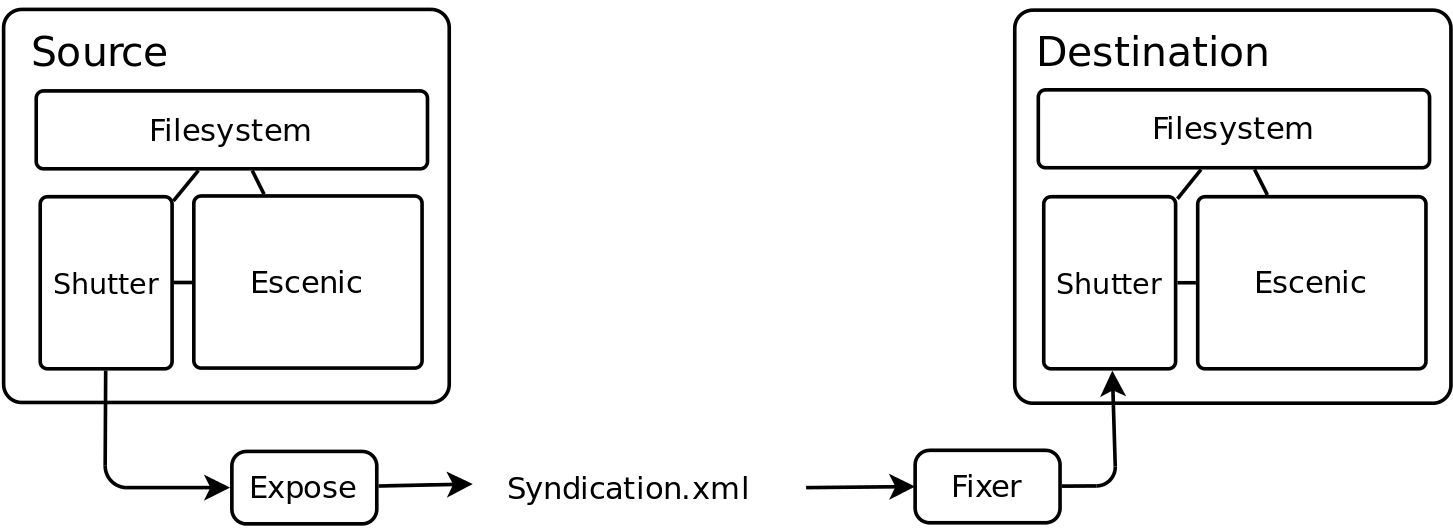 Source
Filesystem
Shutter
Escenic
Destination
Filesystem
Shutter
Escenic
Expose
Syndication.xml
Fixer